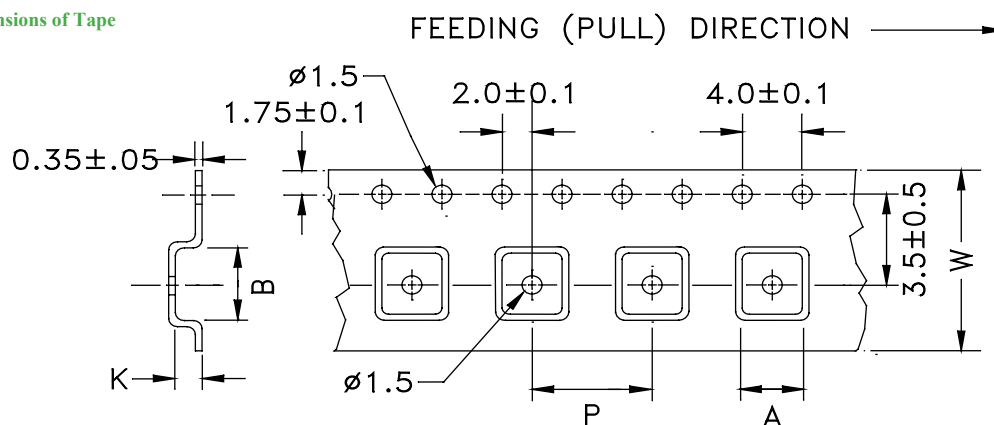 nsions of Tape
FEEDING (PULL) DIRECTION
ø1.5
2.0±0.1
4.0±0.1
1.75±0.1
0.35±.05
3.5±0.5
W
B
K
ø1.5
P
A